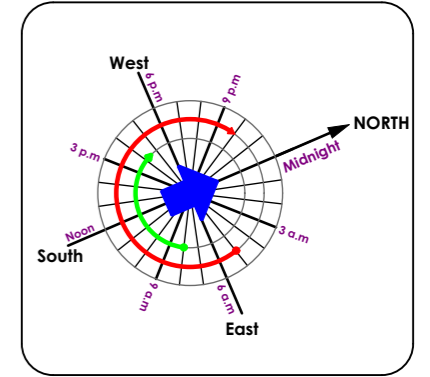 West
6 p.m
9 p.m
NORTH
Midnight
3 p.m
Noon
South
3 a.m
9 a.m
6 a.m
East